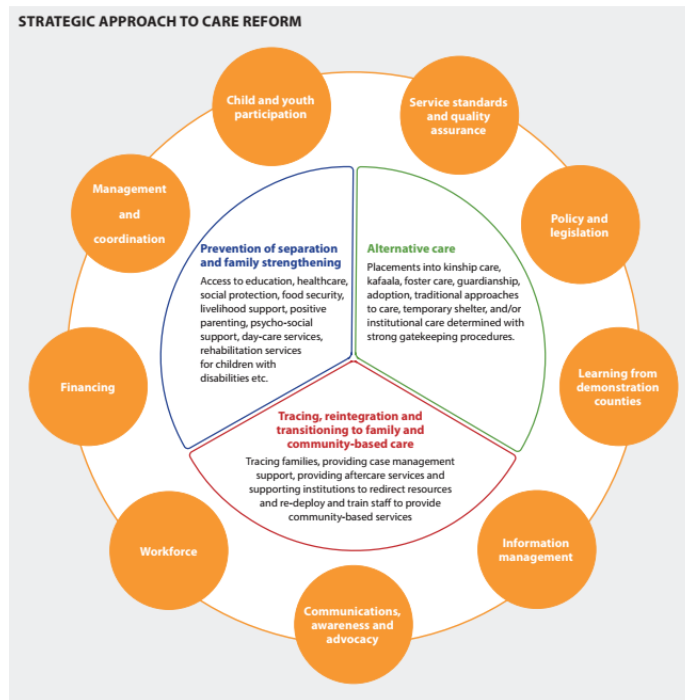 STRATEGIC APPROACH TO CARE REFORM
Child and youth
participation
Service standards
and quality
assurance
Management
and
coordination
Policy and
legislation
Prevention of separation
and family strengthening
Access to education, healthcare,
social protection, food security,
livelihood support, positive
parenting, psycho-social
support, day-care services,
rehabilitation services
for children with
disabilities etc.
Alternative care
Placements into kinship care,
kafaala, foster care, guardianship,
adoption, traditional approaches
to care, temporary shelter, and/or
institutional care determined with
strong gatekeeping procedures.
Financing
Learning from
demonstration
counties
Tracing, reintegration and
transitioning to family and
community-based care
Tracing families, providing case management
support, providing aftercare services and
supporting institutions to redirect resources
and re-deploy and train staff to provide
community-based services
Workforce
Information
management
Communications,
awareness and
advocacy